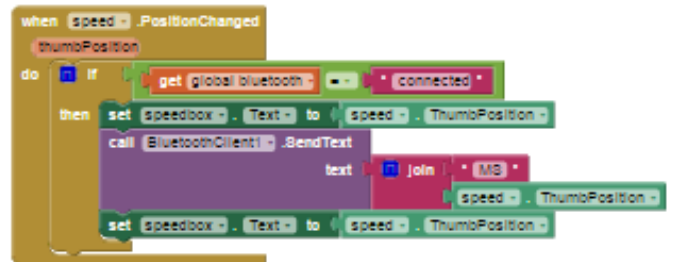 when speed .PositionChanged
thumbPosition
do if get global bluetooth = " connected "
then set speedbox . Text to speed . ThumbPosition
call BluetoothClient1 .SendText
text join " MS "
speed . ThumbPosition
set speedbox . Text to speed . ThumbPosition